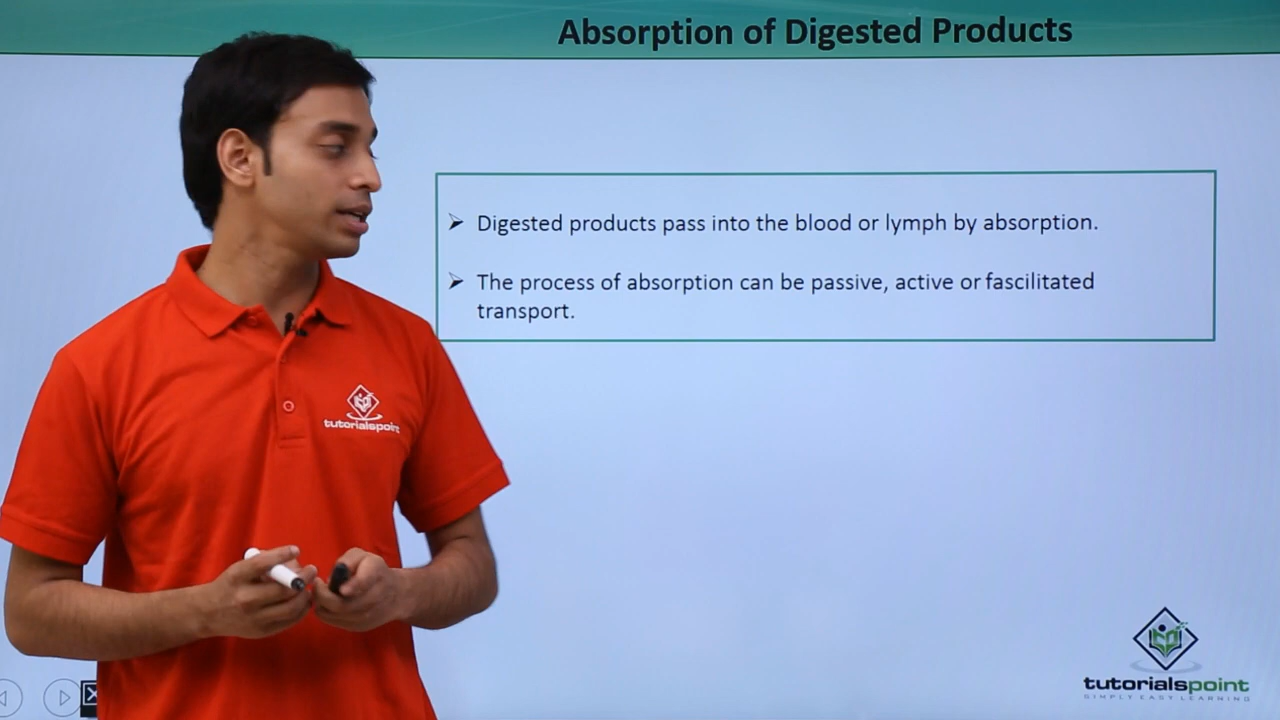 Absorption of Digested Products
➢ Digested products pass into the blood or lymph by absorption.
➢ The process of absorption can be passive, active or fascilitated
transport.
tutorialspoint
tutorialspoint
SIMPLY EASY LEARNING